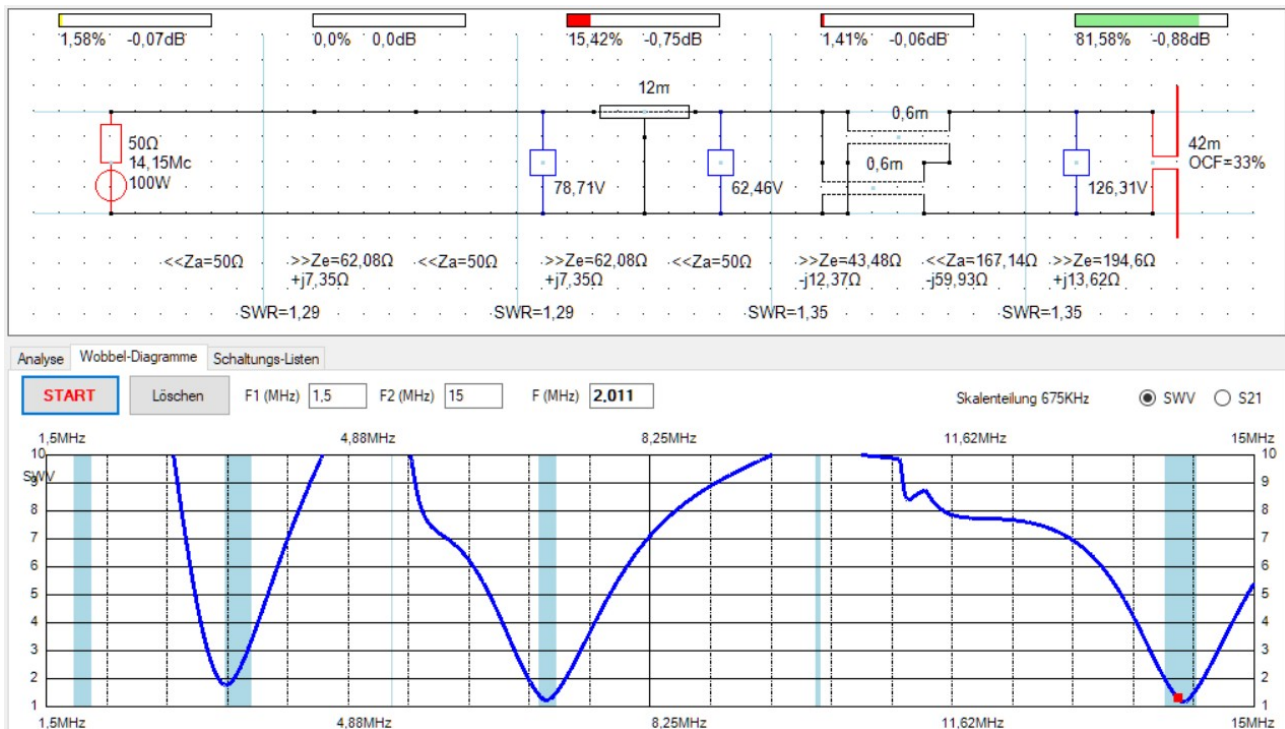 1,58% -0,07dB 0,0% 0,0dB 15,42% -0,75dB 1,41% -0,06dB 81,58% -0,88dB
12m
0,6m
50Ω
14,15Mc
100W
0,6m
42m
OCF=33%
78,71V 62,46V 126,31V
<<Za=50Ω >>Ze=62,08Ω <<Za=50Ω >>Ze=62,08Ω <<Za=50Ω >>Ze=43,48Ω <<Za=167,14Ω >>Ze=194,6Ω
+j7,35Ω +j7,35Ω -j12,37Ω -j59,93Ω +j13,62Ω
SWR=1,29 SWR=1,29 SWR=1,35 SWR=1,35
Analyse Wobbel-Diagramme Schaltungs-Listen
START Löschen F1 (MHz) 1,5 F2 (MHz) 15 F (MHz) 2,011 Skalenteilung 675KHz SWV S21
1,5MHz 4,88MHz 8,25MHz 11,62MHz 15MHz
10 10
SWV
9 9
8 8
7 7
6 6
5 5
4 4
3 3
2 2
1 1
1,5MHz 4,88MHz 8,25MHz 11,62MHz 15MHz